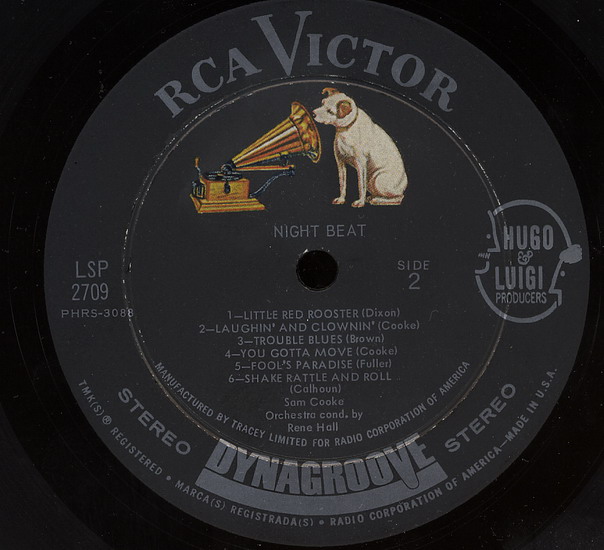 RCA VICTOR
NIGHT BEAT
LSP
2709
PHRS-3088
SIDE
2
HUGO
&
LUIGI
PRODUCERS
1—LITTLE RED ROOSTER (Dixon)
2—LAUGHIN' AND CLOWNIN' (Cooke)
3—TROUBLE BLUES (Brown)
4—YOU GOTTA MOVE (Cooke)
5—FOOL'S PARADISE (Fuller)
6—SHAKE RATTLE AND ROLL
(Calhoun)
Sam Cooke
Orchestra cond. by
Rene Hall
MANUFACTURED BY TRACEY LIMITED FOR RADIO CORPORATION OF AMERICA
STEREO
DYNAGROOVE
STEREO
TMK(S) ® REGISTERED • MARCA(S) REGISTRADA(S) • RADIO CORPORATION OF AMERICA—MADE IN U.S.A.